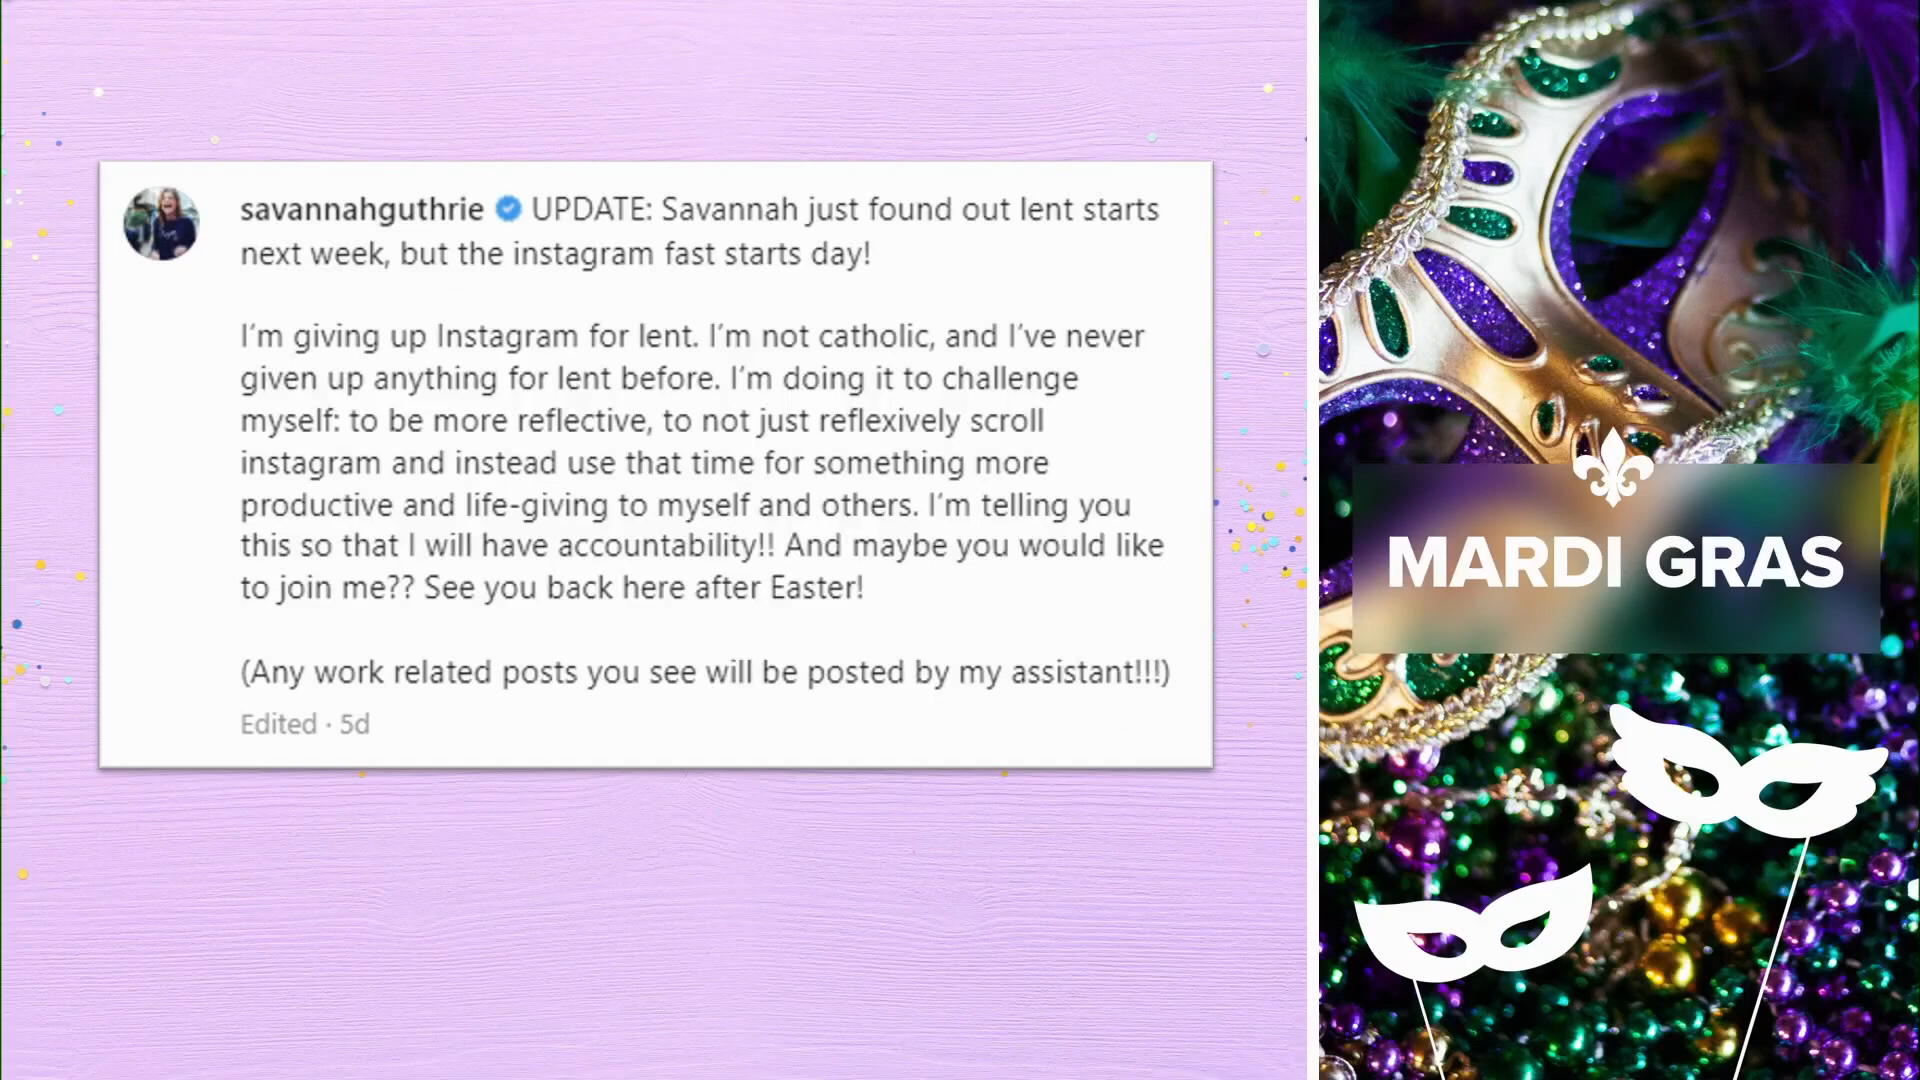 savannahguthrie UPDATE: Savannah just found out lent starts
next week, but the instagram fast starts day!
I’m giving up Instagram for lent. I’m not catholic, and I’ve never
given up anything for lent before. I’m doing it to challenge
myself: to be more reflective, to not just reflexively scroll
instagram and instead use that time for something more
productive and life-giving to myself and others. I’m telling you
this so that I will have accountability!! And maybe you would like
to join me?? See you back here after Easter!
(Any work related posts you see will be posted by my assistant!!!)
Edited · 5d
MARDI GRAS